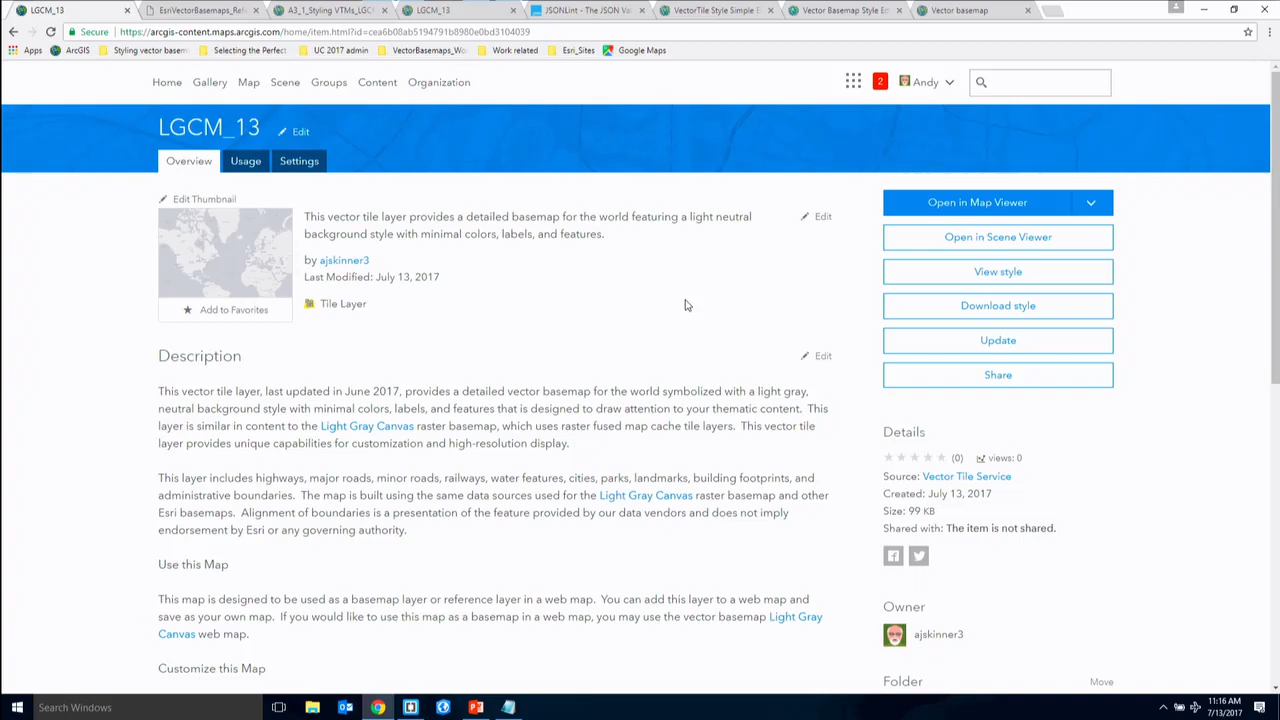 LGCM_13
EsriVectorBasemaps_Ref
A3_1_Styling VTMs_LGC
LGCM_13
JSONLint - The JSON Val
VectorTile Style Simple E
Vector Basemap Style Ed
Vector basemap
Secure
https://arcgis-content.maps.arcgis.com/home/item.html?id=cea6b08ab5194791b8980e0bd3104039
Apps
ArcGIS
Styling vector basem
Selecting the Perfect
UC 2017 admin
VectorBasemaps_Wo
Work related
Esri_Sites
Google Maps
Home
Gallery
Map
Scene
Groups
Content
Organization
2
Andy
LGCM_13
Edit
Overview
Usage
Settings
Edit Thumbnail
This vector tile layer provides a detailed basemap for the world featuring a light neutral
background style with minimal colors, labels, and features.
Edit
by ajskinner3
Last Modified: July 13, 2017
Tile Layer
Add to Favorites
Open in Map Viewer
Open in Scene Viewer
View style
Download style
Update
Share
Description
Edit
This vector tile layer, last updated in June 2017, provides a detailed vector basemap for the world symbolized with a light gray,
neutral background style with minimal colors, labels, and features that is designed to draw attention to your thematic content. This
layer is similar in content to the Light Gray Canvas raster basemap, which uses raster fused map cache tile layers. This vector tile
layer provides unique capabilities for customization and high-resolution display.
This layer includes highways, major roads, minor roads, railways, water features, cities, parks, landmarks, building footprints, and
administrative boundaries. The map is built using the same data sources used for the Light Gray Canvas raster basemap and other
Esri basemaps. Alignment of boundaries is a presentation of the feature provided by our data vendors and does not imply
endorsement by Esri or any governing authority.
Use this Map
This map is designed to be used as a basemap layer or reference layer in a web map. You can add this layer to a web map and
save as your own map. If you would like to use this map as a basemap in a web map, you may use the vector basemap Light Gray
Canvas web map.
Customize this Map
Details
(0)
views: 0
Source: Vector Tile Service
Created: July 13, 2017
Size: 99 KB
Shared with: The item is not shared.
Owner
ajskinner3
Folder
Move
Search Windows
11:16 AM
7/13/2017